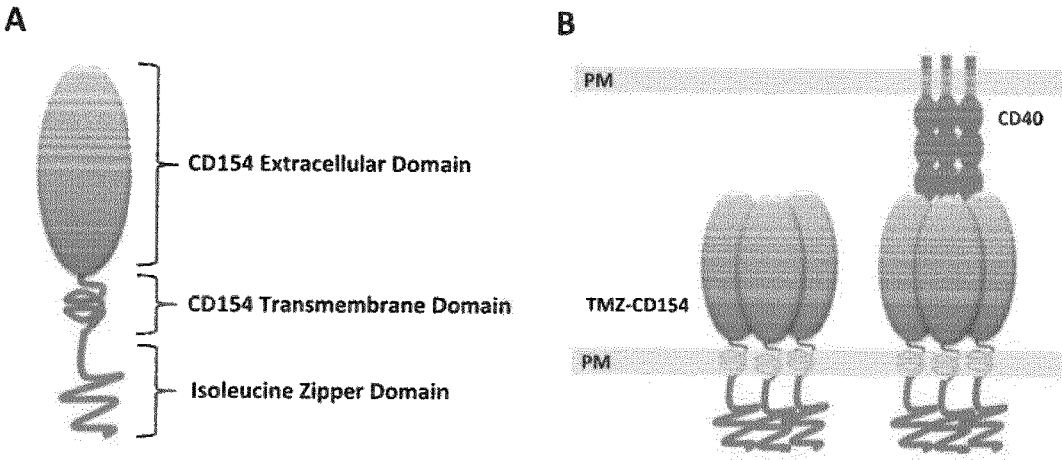 A
CD154 Extracellular Domain
CD154 Transmembrane Domain
Isoleucine Zipper Domain
B
PM
CD40
TMZ-CD154
PM